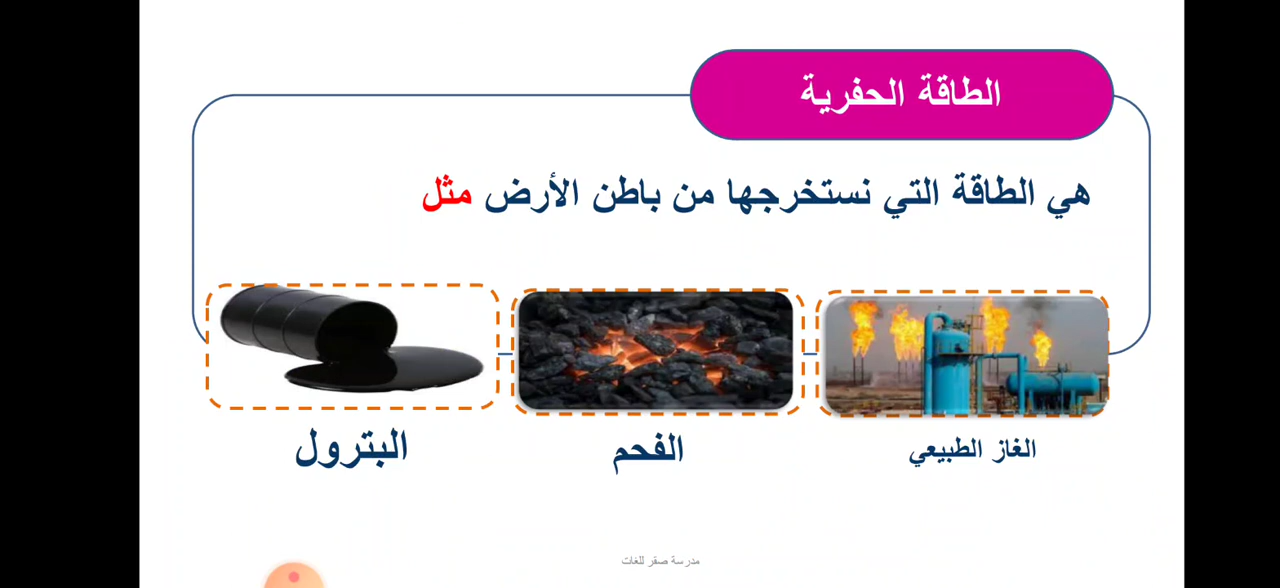 الطاقة الحفرية
هي الطاقة التي نستخرجها من باطن الأرض مثل
الغاز الطبيعي
الفحم
البترول
مدرسة صقر للغات